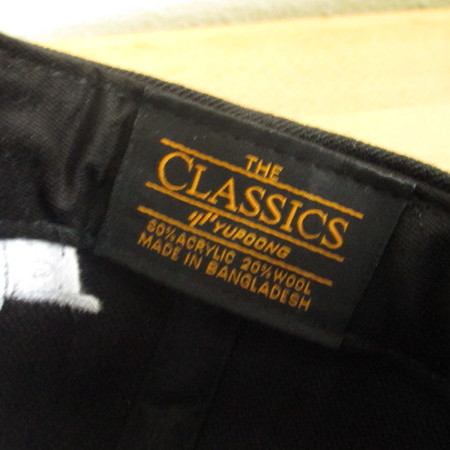 THE
CLASSICS
YUPOONG
80% ACRYLIC 20% WOOL
MADE IN BANGLADESH